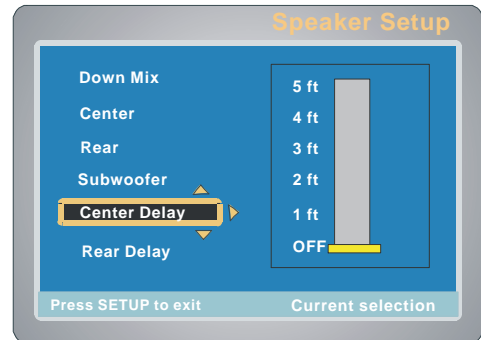 Speaker Setup
Down Mix
Center
Rear
Subwoofer
Center Delay
Rear Delay
5 ft
4 ft
3 ft
2 ft
1 ft
OFF
Press SETUP to exit
Current selection